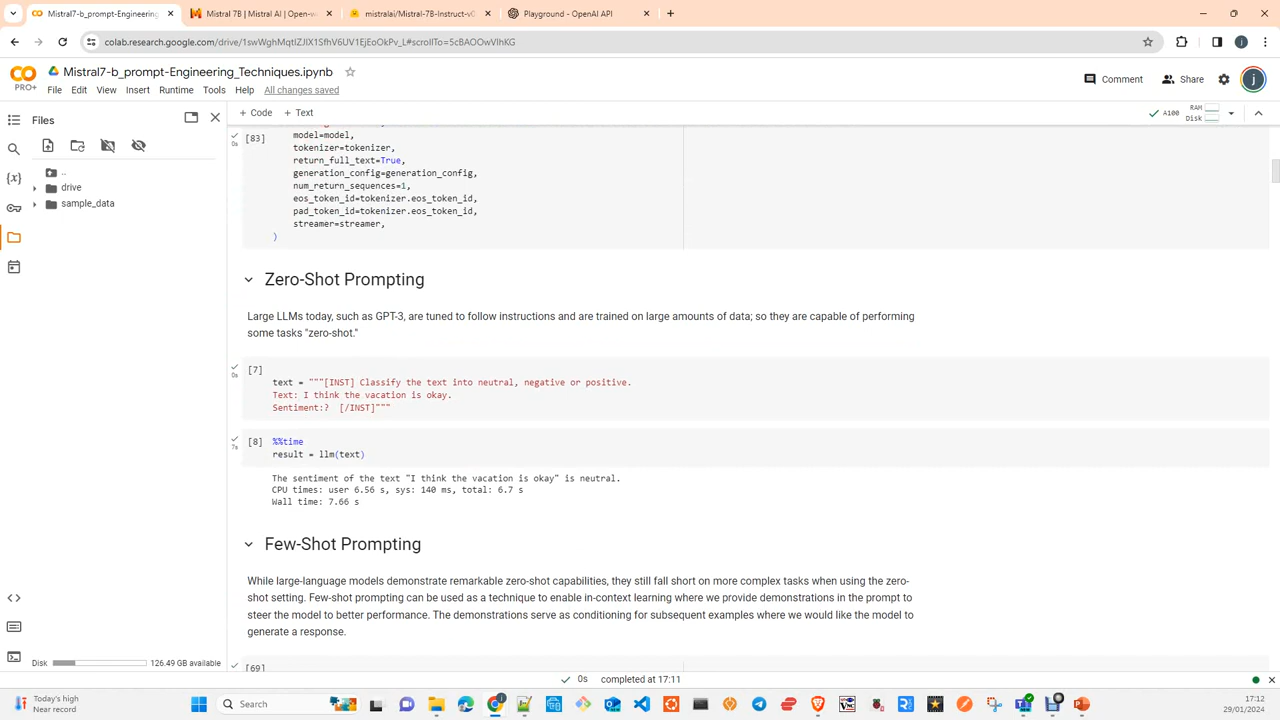 Mistral7-b_prompt-Engineering_
Mistral 7B | Mistral AI | Open-w
mistralai/Mistral-7B-Instruct-v0
Playground - OpenAI API
colab.research.google.com/drive/1swWghMqtIZJIX1SfhV6UV1EjEoOkPv_L#scrollTo=5cBAOOwVIhKG
Mistral7-b_prompt-Engineering_Techniques.ipynb
PRO+
File Edit View Insert Runtime Tools Help All changes saved
Comment Share j
Files
+ Code + Text
RAM
Disk
A100
..
drive
sample_data
[83]
0s
model=model,
tokenizer=tokenizer,
return_full_text=True,
generation_config=generation_config,
num_return_sequences=1,
eos_token_id=tokenizer.eos_token_id,
pad_token_id=tokenizer.eos_token_id,
streamer=streamer,
)
Zero-Shot Prompting
Large LLMs today, such as GPT-3, are tuned to follow instructions and are trained on large amounts of data; so they are capable of performing
some tasks "zero-shot."
[7]
0s
text = """[INST] Classify the text into neutral, negative or positive.
Text: I think the vacation is okay.
Sentiment:? [/INST]"""
[8] %%time
7s
result = llm(text)
The sentiment of the text "I think the vacation is okay" is neutral.
CPU times: user 6.56 s, sys: 140 ms, total: 6.7 s
Wall time: 7.66 s
Few-Shot Prompting
While large-language models demonstrate remarkable zero-shot capabilities, they still fall short on more complex tasks when using the zero-
shot setting. Few-shot prompting can be used as a technique to enable in-context learning where we provide demonstrations in the prompt to
steer the model to better performance. The demonstrations serve as conditioning for subsequent examples where we would like the model to
generate a response.
[69]
Disk 126.49 GB available
0s completed at 17:11
Today's high
Near record
Search
17:12
29/01/2024